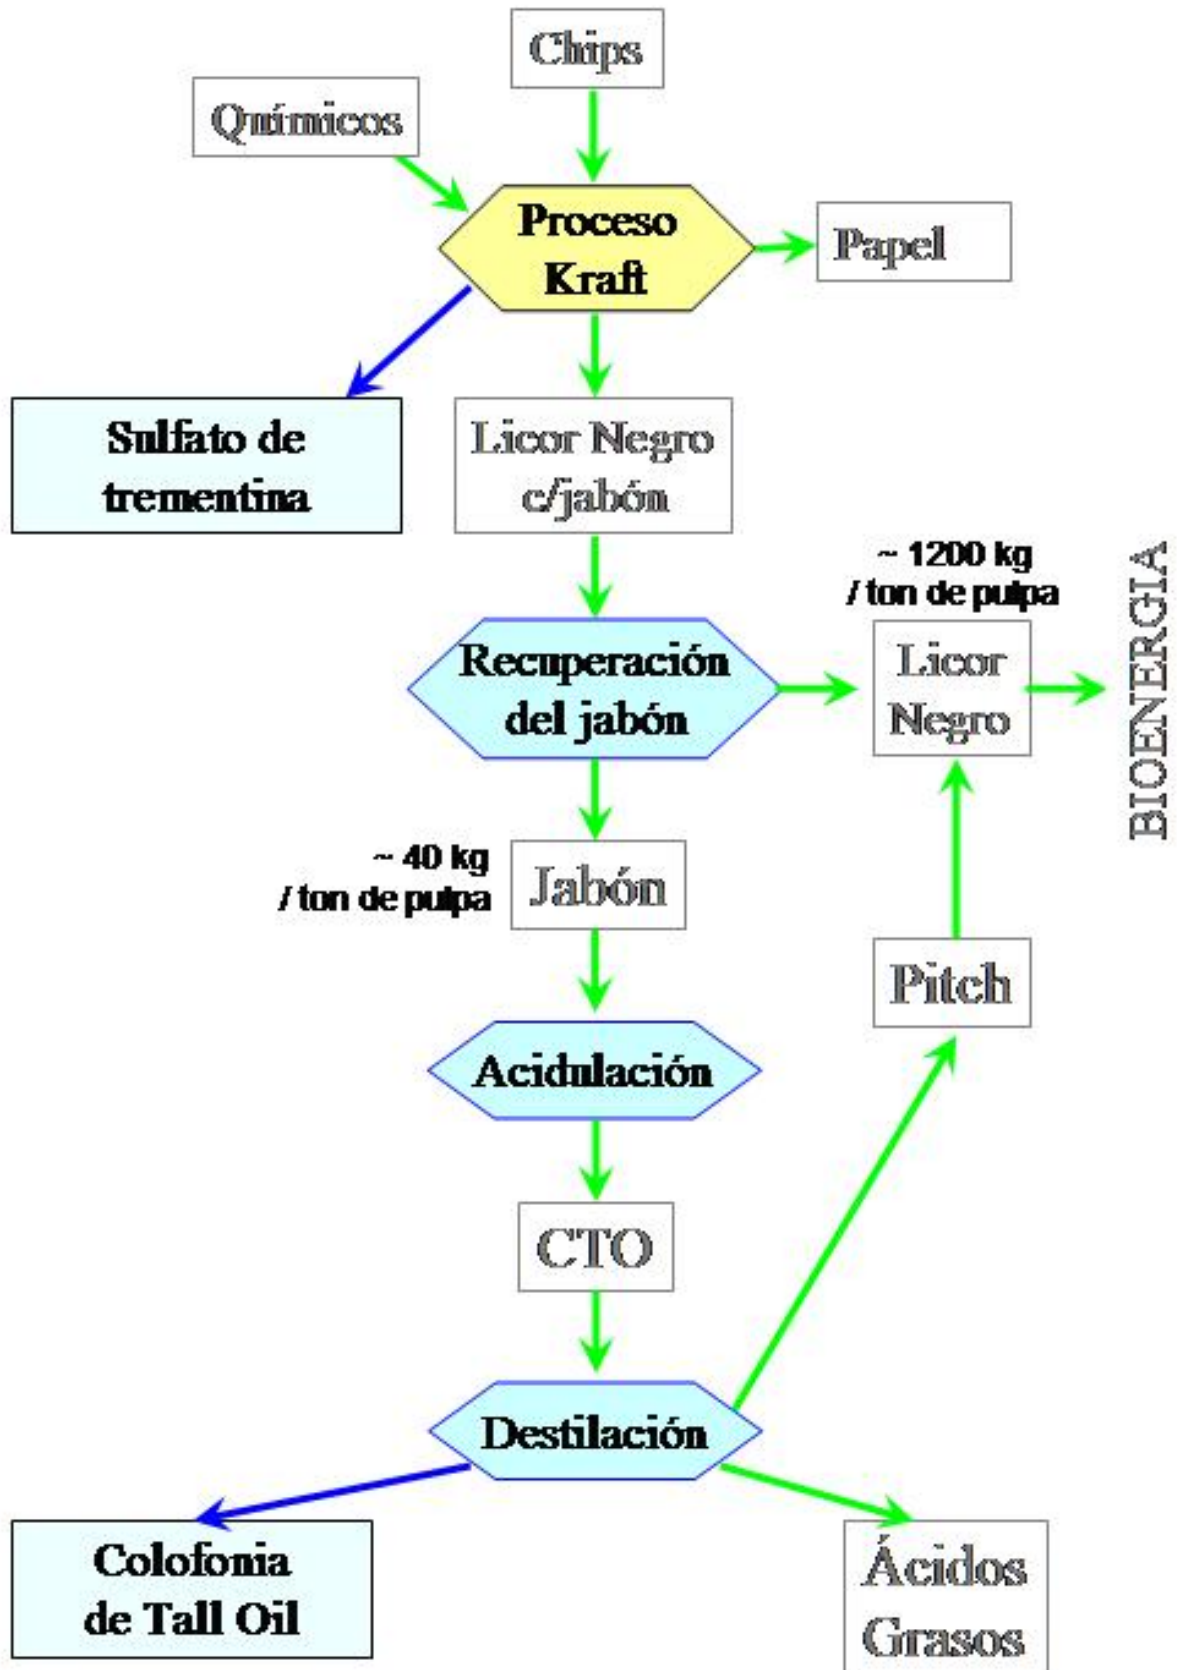 Chips
Químicos
Proceso
Kraft
Papel
Sulfato de
trementina
Licor Negro
c/jabón
~ 1200 kg
/ ton de pulpa
BIOENERGIA
Recuperación
del jabón
Licor
Negro
~ 40 kg
/ ton de pulpa
Jabón
Pitch
Acidulación
CTO
Destilación
Colofonia
de Tall Oil
Ácidos
Grasos